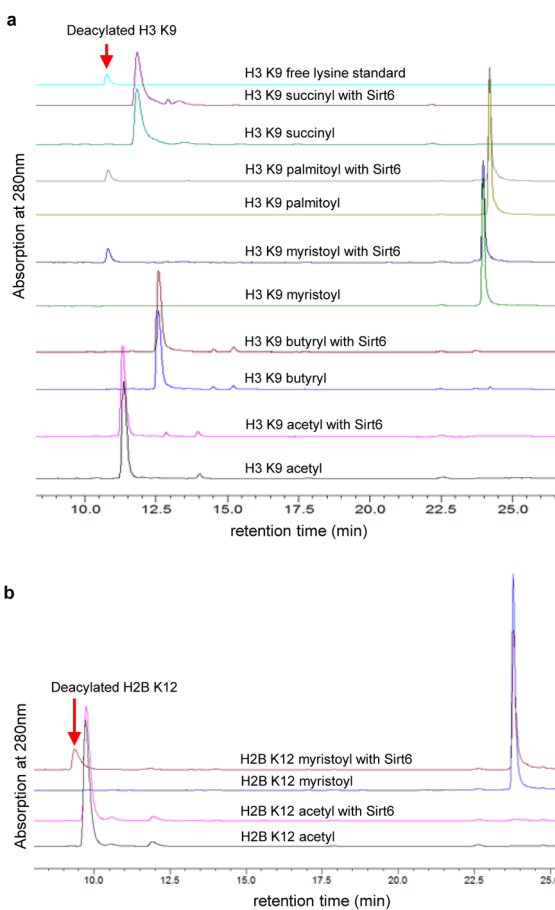 a
Deacylated H3 K9
H3 K9 free lysine standard
H3 K9 succinyl with Sirt6
H3 K9 succinyl
H3 K9 palmitoyl with Sirt6
H3 K9 palmitoyl
H3 K9 myristoyl with Sirt6
H3 K9 myristoyl
H3 K9 butyryl with Sirt6
H3 K9 butyryl
H3 K9 acetyl with Sirt6
H3 K9 acetyl
Absorption at 280nm
10.0 12.5 15.0 17.5 20.0 22.5 25.0
retention time (min)
b
Deacylated H2B K12
H2B K12 myristoyl with Sirt6
H2B K12 myristoyl
H2B K12 acetyl with Sirt6
H2B K12 acetyl
Absorption at 280nm
10.0 12.5 15.0 17.5 20.0 22.5 25.0
retention time (min)